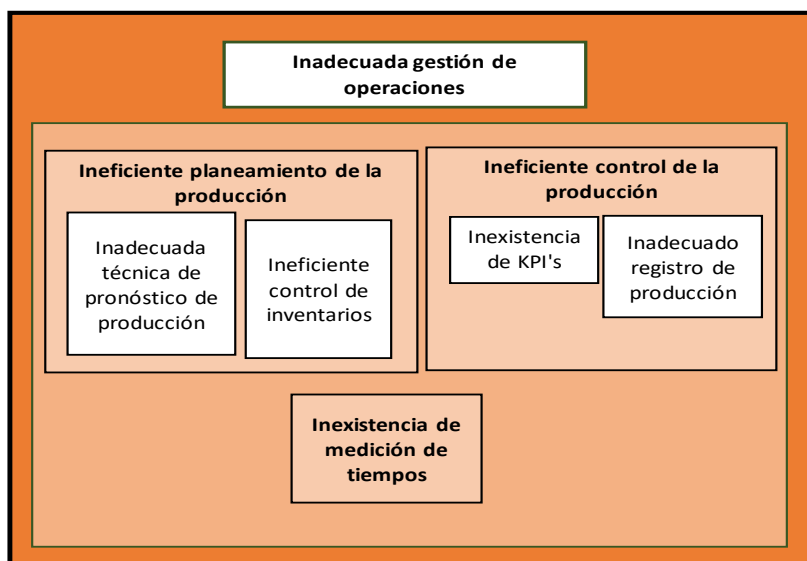 Inadecuada gestión de
operaciones
Ineficiente planeamiento de la
producción
Inadecuada
técnica de
pronóstico de
producción
Ineficiente
control de
inventarios
Ineficiente control de la
producción
Inexistencia
de KPI's
Inadecuado
registro de
producción
Inexistencia de
medición de
tiempos